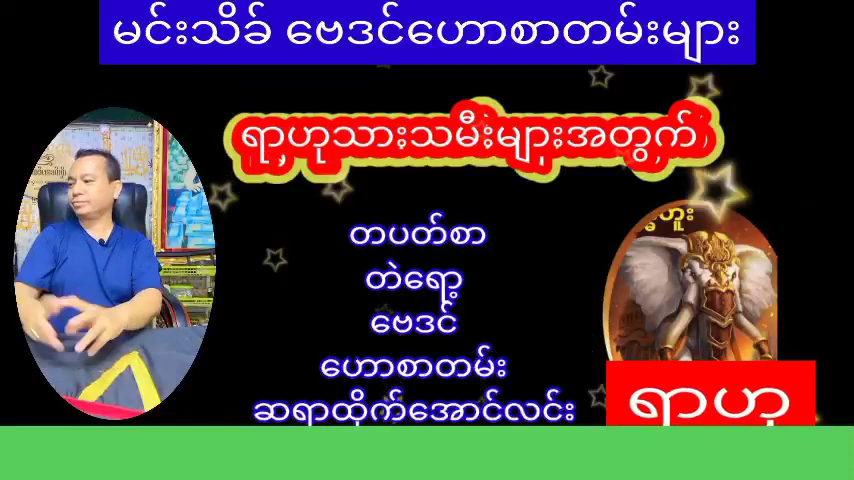 မင်းသိခ် ဗေဒင်ဟောစာတမ်းများ
ရာဟုသားသမီးများအတွက်
တပတ်စာ
တဲရော့
ဗေဒင်
ဟောစာတမ်း
ဆရာထိုက်အောင်လင်း
ရာဟု